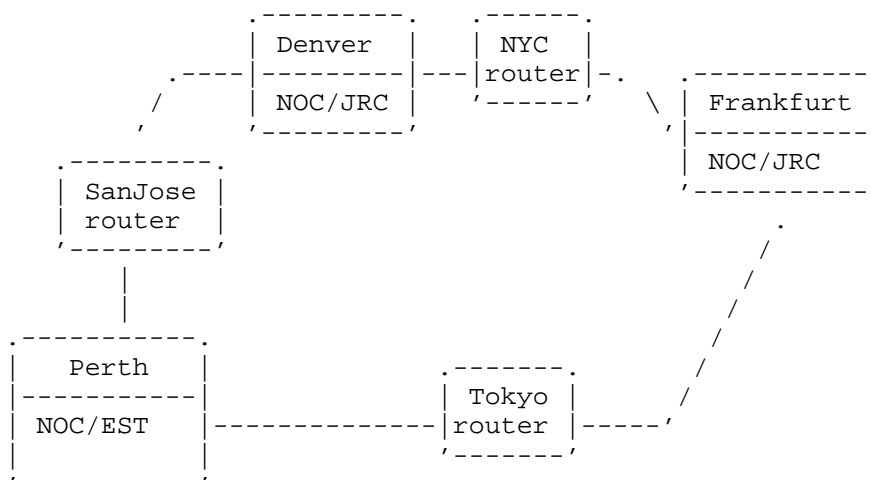 Denver
NYC
router
NOC/JRC
Frankfurt
NOC/JRC
SanJose
router
Perth
NOC/EST
Tokyo
router